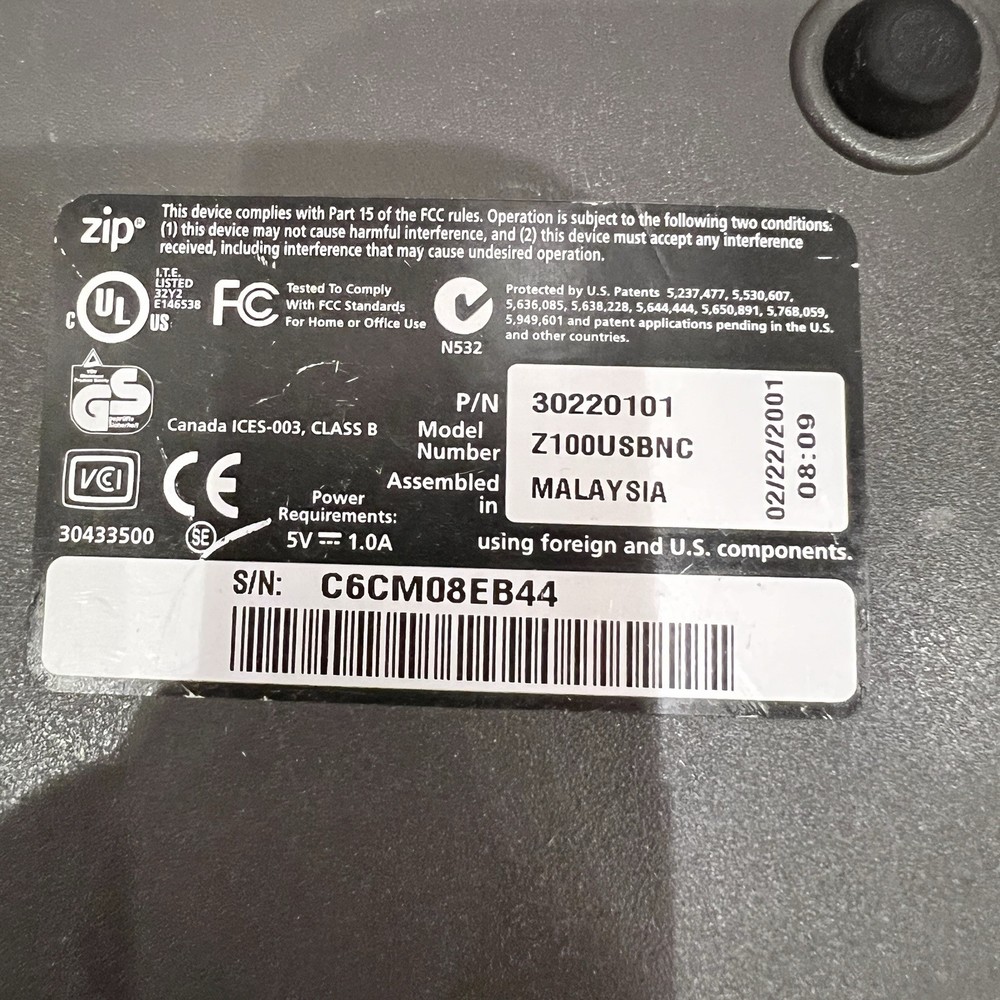 zip®
This device complies with Part 15 of the FCC rules. Operation is subject to the following two conditions:
(1) this device may not cause harmful interference, and (2) this device must accept any interference
received, including interference that may cause undesired operation.
I.T.E.
LISTED
32Y2
E146538
C UL US
FC
Tested To Comply
With FCC Standards
For Home or Office Use
N532
Protected by U.S. Patents 5,237,477, 5,530,607,
5,636,085, 5,638,228, 5,644,444, 5,650,891, 5,768,059,
5,949,601 and patent applications pending in the U.S.
and other countries.
GS
geprüfte
Sicherheit
Canada ICES-003, CLASS B
P/N 30220101
Model
Number Z100USBNC
Assembled
in MALAYSIA
02/22/2001
08:09
VCI
CE
30433500
SE
Power
Requirements:
5V ⎓ 1.0A
using foreign and U.S. components.
S/N: C6CM08EB44